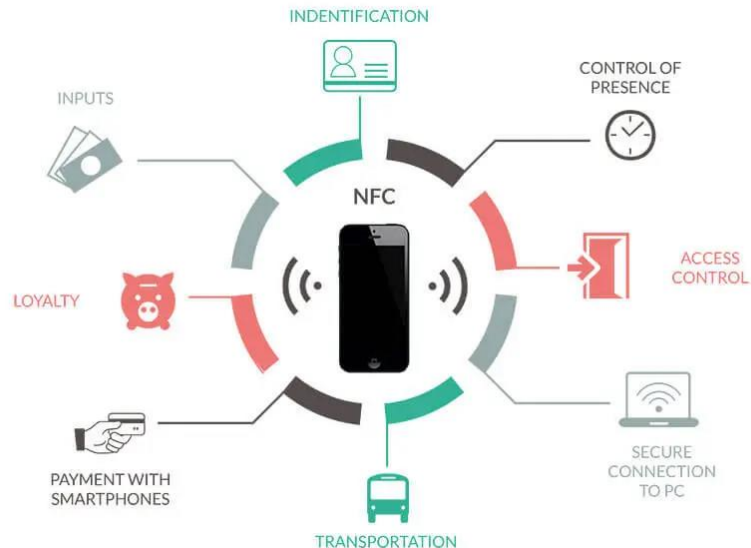 INDENTIFICATION
CONTROL OF
PRESENCE
INPUTS
NFC
ACCESS
CONTROL
LOYALTY
SECURE
CONNECTION
TO PC
PAYMENT WITH
SMARTPHONES
TRANSPORTATION